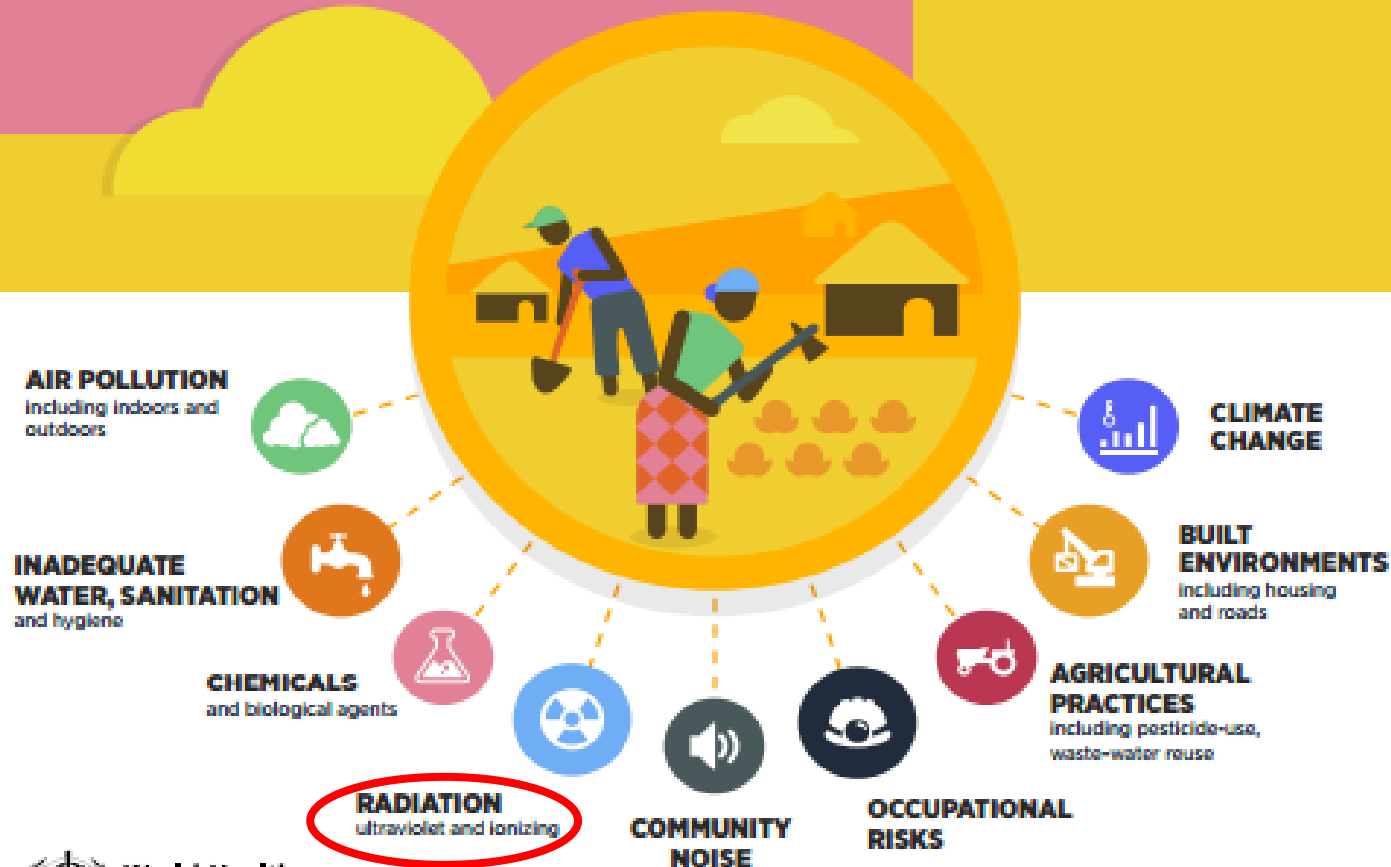 AIR POLLUTION
including indoors and
outdoors
INADEQUATE
WATER, SANITATION
and hygiene
CHEMICALS
and biological agents
RADIATION
ultraviolet and ionizing
COMMUNITY
NOISE
OCCUPATIONAL
RISKS
AGRICULTURAL
PRACTICES
including pesticide-use,
waste-water reuse
BUILT
ENVIRONMENTS
including housing
and roads
CLIMATE
CHANGE